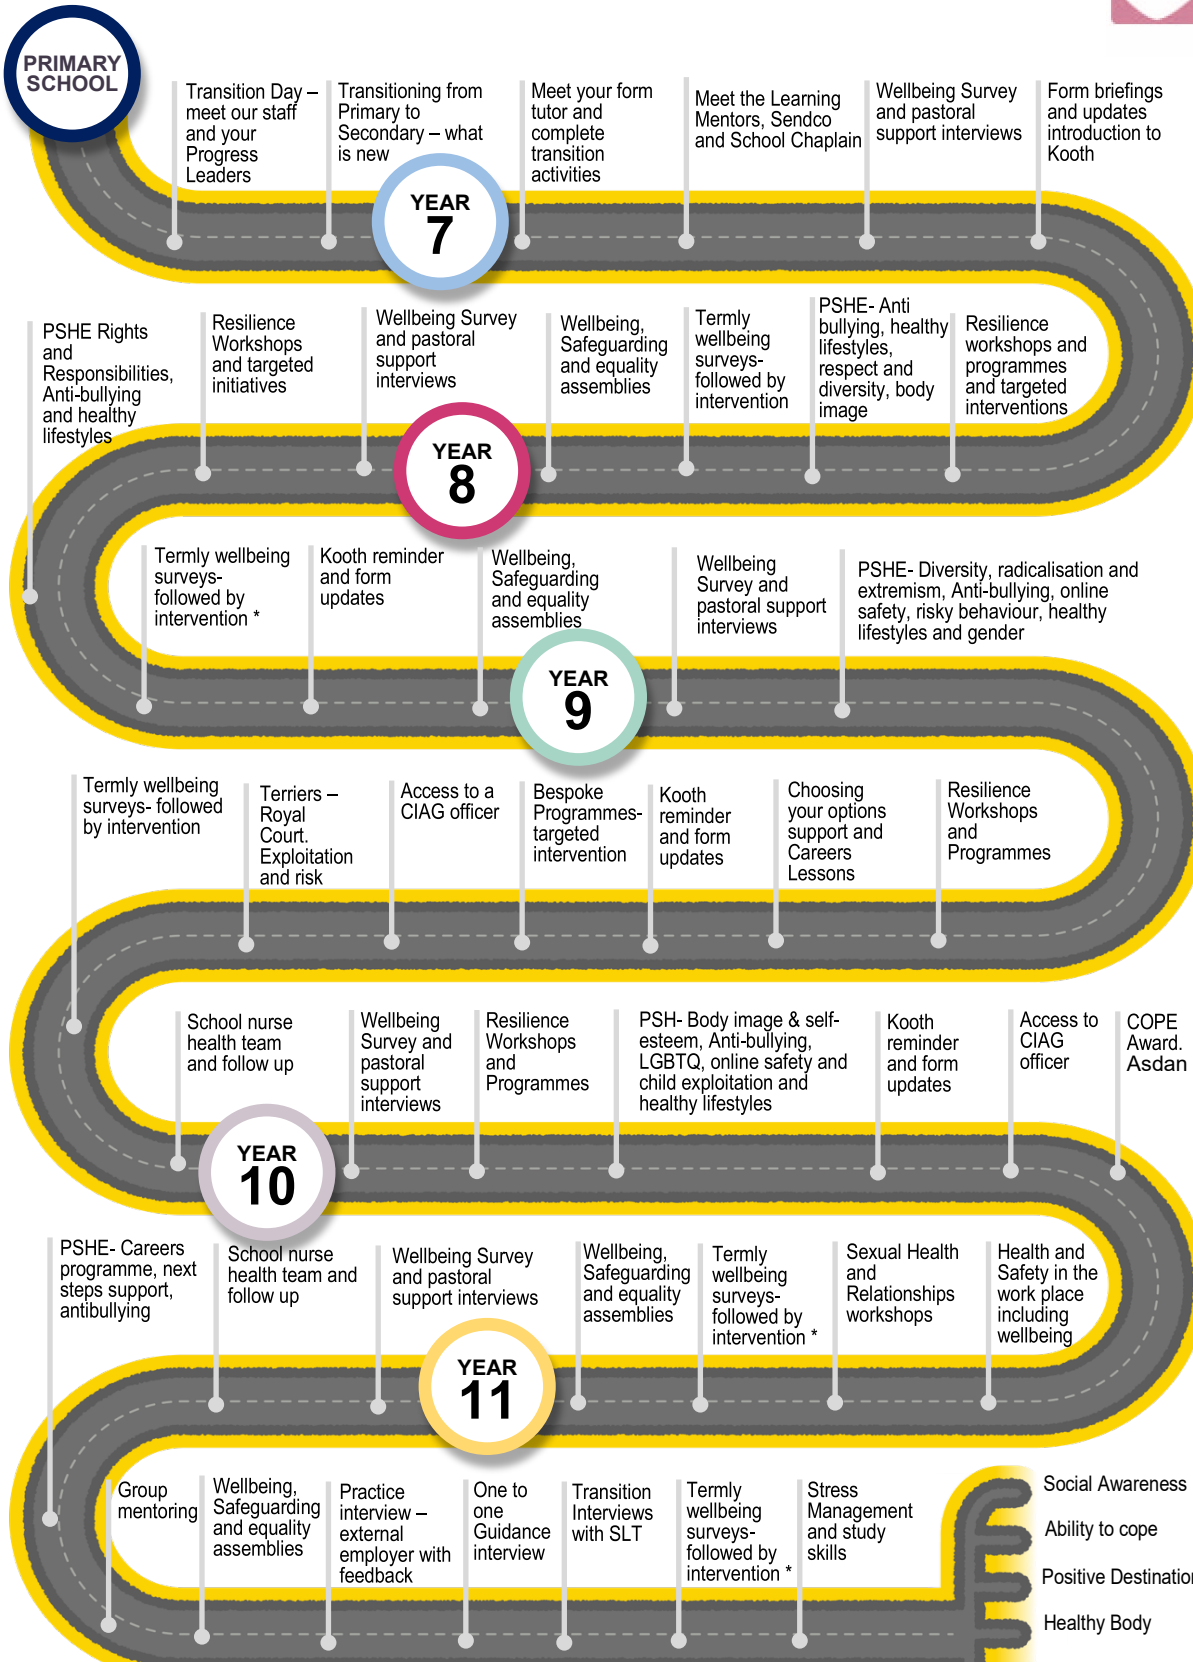 PRIMARY
SCHOOL
Transition Day –
meet our staff
and your
Progress
Leaders
Transitioning from
Primary to
Secondary – what
is new
Meet your form
tutor and
complete
transition
activities
Meet the Learning
Mentors, Sendco
and School Chaplain
Wellbeing Survey
and pastoral
support interviews
Form briefings
and updates
introduction to
Kooth
YEAR
7
PSHE Rights
and
Responsibilities,
Anti-bullying
and healthy
lifestyles
Resilience
Workshops
and targeted
initiatives
Wellbeing Survey
and pastoral
support
interviews
Wellbeing,
Safeguarding
and equality
assemblies
Termly
wellbeing
surveys-
followed by
intervention
PSHE- Anti
bullying, healthy
lifestyles,
respect and
diversity, body
image
Resilience
workshops and
programmes
and targeted
interventions
YEAR
8
Termly wellbeing
surveys-
followed by
intervention *
Kooth reminder
and form
updates
Wellbeing,
Safeguarding
and equality
assemblies
Wellbeing
Survey and
pastoral support
interviews
PSHE- Diversity, radicalisation and
extremism, Anti-bullying, online
safety, risky behaviour, healthy
lifestyles and gender
YEAR
9
Termly wellbeing
surveys- followed
by intervention
Terriers –
Royal
Court.
Exploitation
and risk
Access to a
CIAG officer
Bespoke
Programmes-
targeted
intervention
Kooth
reminder
and form
updates
Choosing
your options
support and
Careers
Lessons
Resilience
Workshops
and
Programmes
School nurse
health team
and follow up
Wellbeing
Survey and
pastoral
support
interviews
Resilience
Workshops
and
Programmes
PSH- Body image & self-
esteem, Anti-bullying,
LGBTQ, online safety and
child exploitation and
healthy lifestyles
Kooth
reminder
and form
updates
Access to
CIAG
officer
COPE
Award.
Asdan
YEAR
10
PSHE- Careers
programme, next
steps support,
antibullying
School nurse
health team and
follow up
Wellbeing Survey
and pastoral
support interviews
Wellbeing,
Safeguarding
and equality
assemblies
Termly
wellbeing
surveys-
followed by
intervention *
Sexual Health
and
Relationships
workshops
Health and
Safety in the
work place
including
wellbeing
YEAR
11
Group
mentoring
Wellbeing,
Safeguarding
and equality
assemblies
Practice
interview –
external
employer with
feedback
One to
one
Guidance
interview
Transition
Interviews
with SLT
Termly
wellbeing
surveys-
followed by
intervention *
Stress
Management
and study
skills
Social Awareness
Ability to cope
Positive Destination
Healthy Body